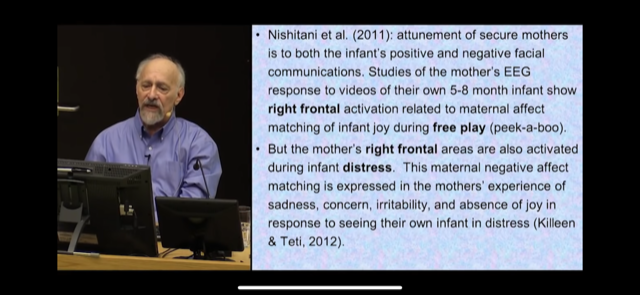 • Nishitani et al. (2011): attunement of secure mothers
is to both the infant's positive and negative facial
communications. Studies of the mother's EEG
response to videos of their own 5-8 month infant show
right frontal activation related to maternal affect
matching of infant joy during free play (peek-a-boo).
• But the mother's right frontal areas are also activated
during infant distress. This maternal negative affect
matching is expressed in the mothers' experience of
sadness, concern, irritability, and absence of joy in
response to seeing their own infant in distress (Killeen
& Teti, 2012).